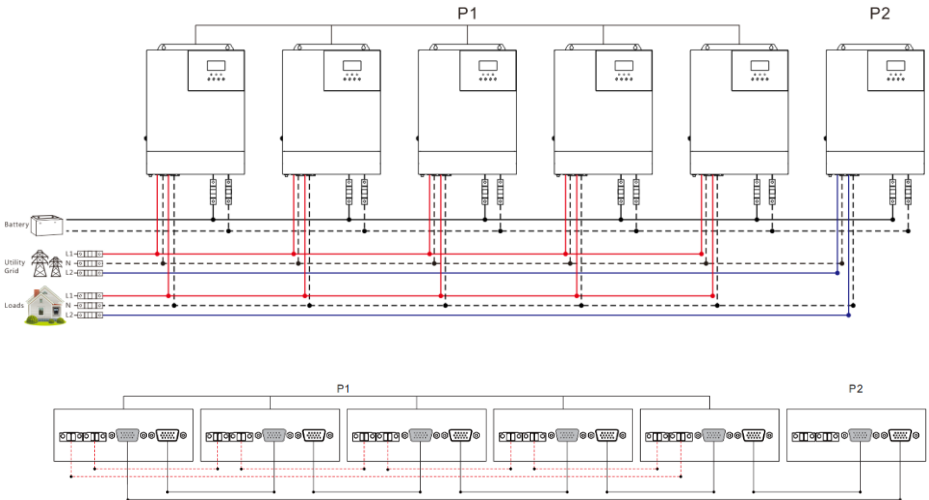 P1 P2
Battery
L1
Utility N
Grid L2
L1
Loads N
L2
P1 P2